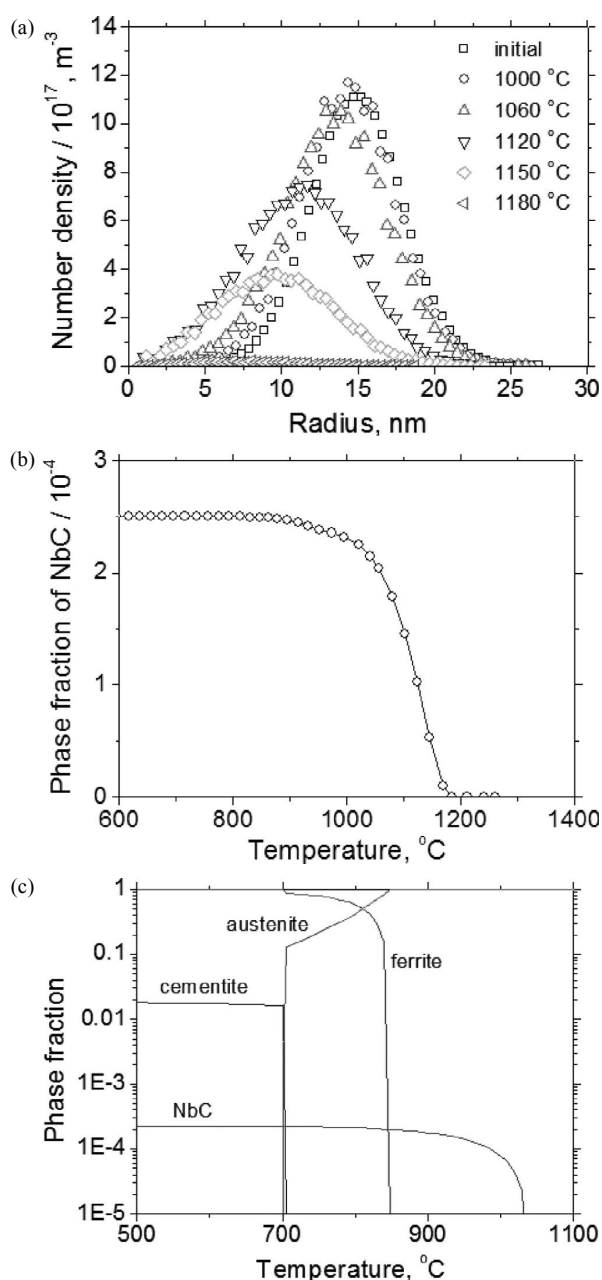 (a)
Number density / 10^17, m^-3
14
12
10
8
6
4
2
0
initial
1000 °C
1060 °C
1120 °C
1150 °C
1180 °C
0 5 10 15 20 25 30
Radius, nm
(b)
Phase fraction of NbC / 10^-4
3
2
1
0
600 800 1000 1200 1400
Temperature, °C
(c)
Phase fraction
1
0.1
0.01
1E-3
1E-4
1E-5
austenite
ferrite
cementite
NbC
500 700 900 1100
Temperature, °C